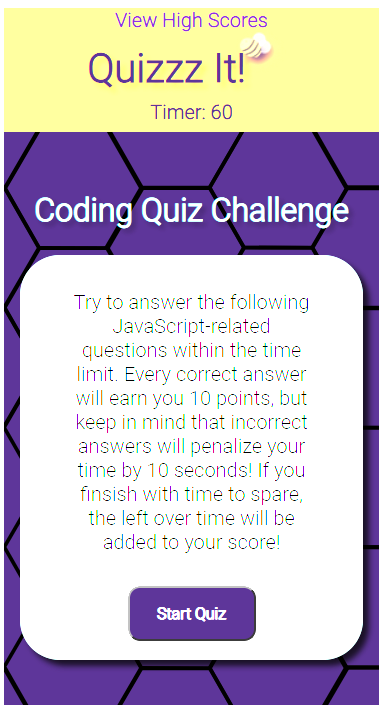 View High Scores
Quizzz It!
Timer: 60
Coding Quiz Challenge
Try to answer the following
JavaScript-related
questions within the time
limit. Every correct answer
will earn you 10 points, but
keep in mind that incorrect
answers will penalize your
time by 10 seconds! If you
finsish with time to spare,
the left over time will be
added to your score!
Start Quiz